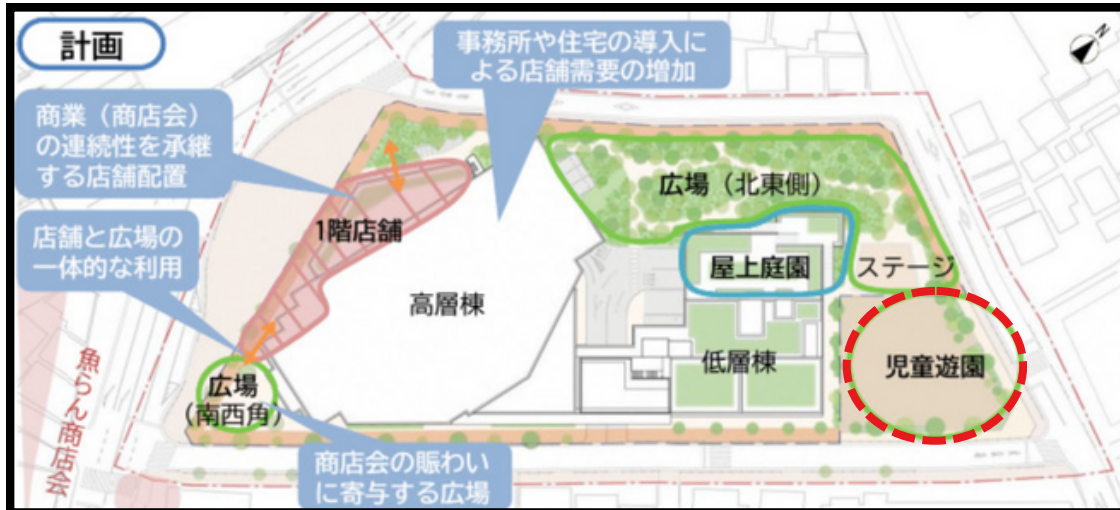 計画
事務所や住宅の導入に
よる店舗需要の増加
N
商業（商店会）
の連続性を承継
する店舗配置
広場（北東側）
1階店舗
店舗と広場の
一体的な利用
屋上庭園
ステージ
高層棟
低層棟
児童遊園
魚らん商店会
広場
（南西角）
商店会の賑わい
に寄与する広場